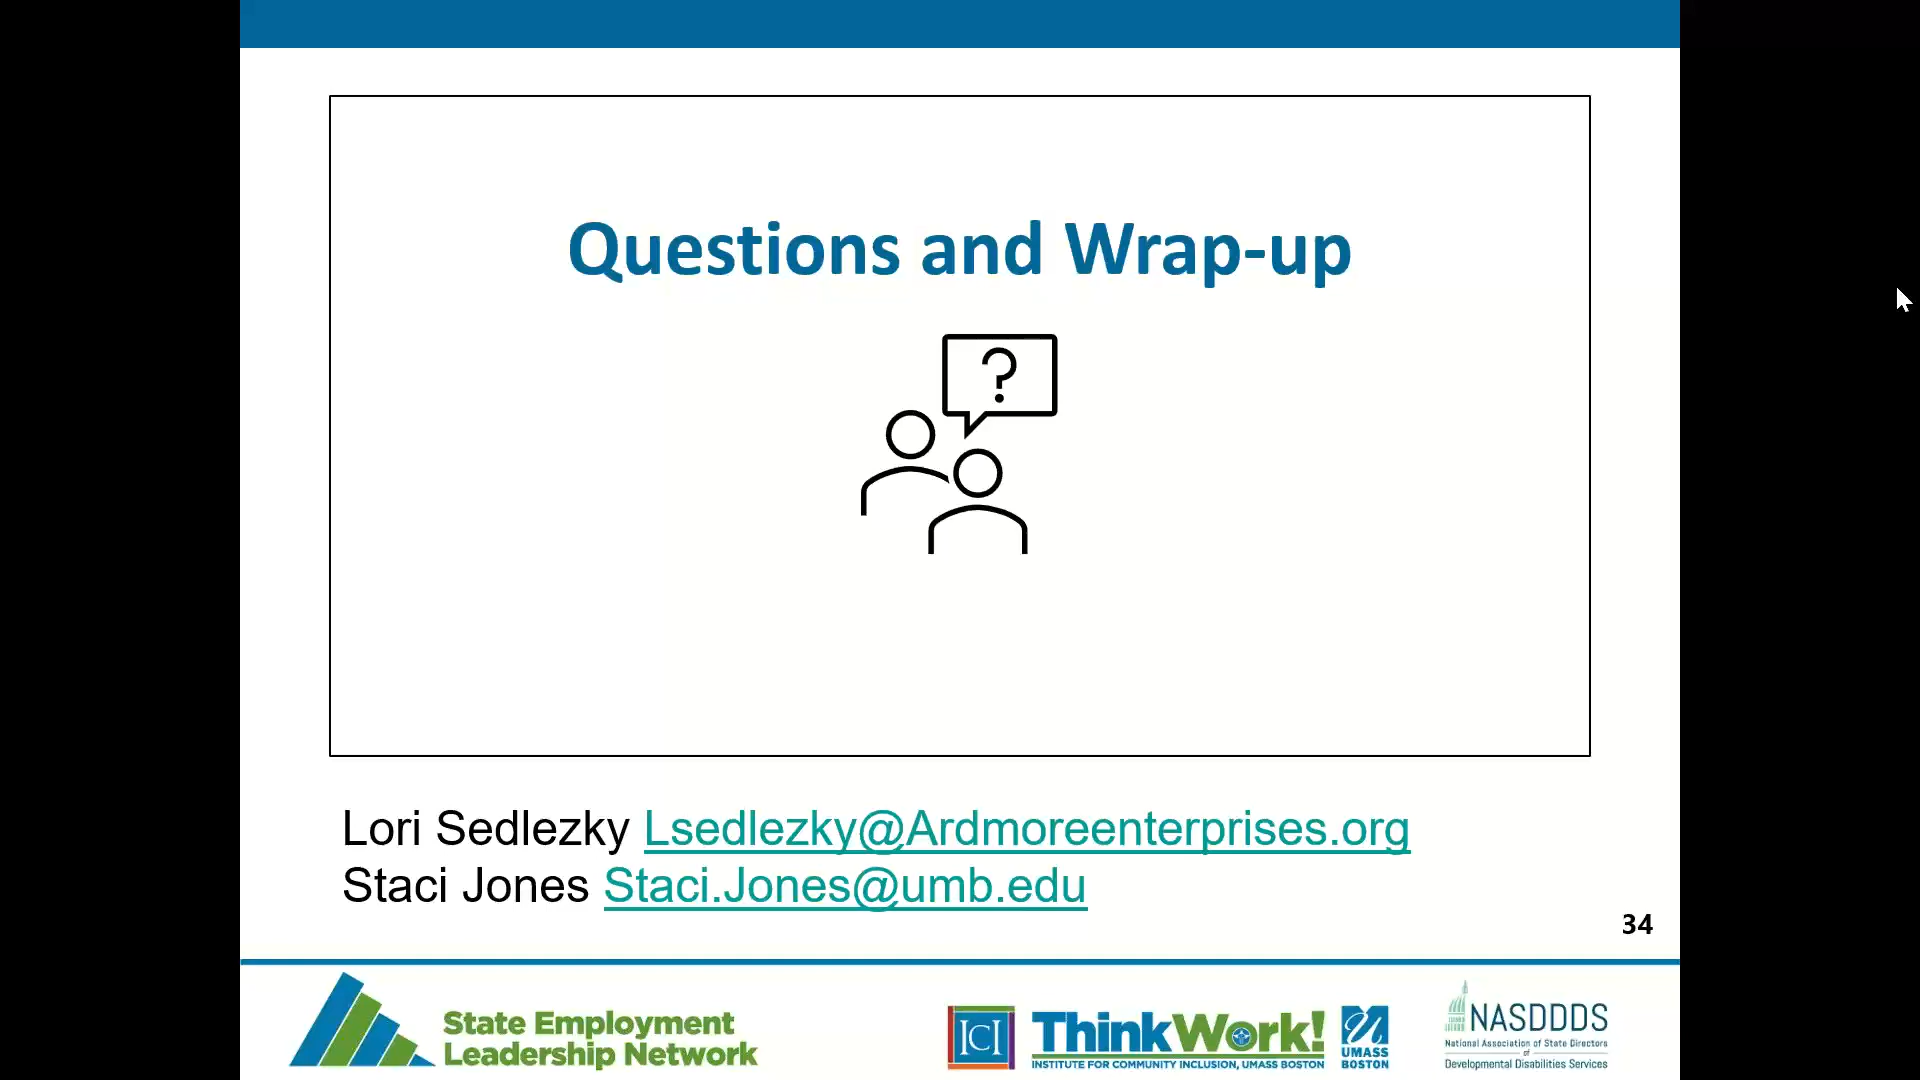 Questions and Wrap-up
?
Lori Sedlezky Lsedlezky@Ardmoreenterprises.org
Staci Jones Staci.Jones@umb.edu
34
State Employment
Leadership Network
ICI
ThinkWork!
INSTITUTE FOR COMMUNITY INCLUSION, UMASS BOSTON
UMASS
BOSTON
NASDDDS
National Association of State Directors
of
Developmental Disabilities Services